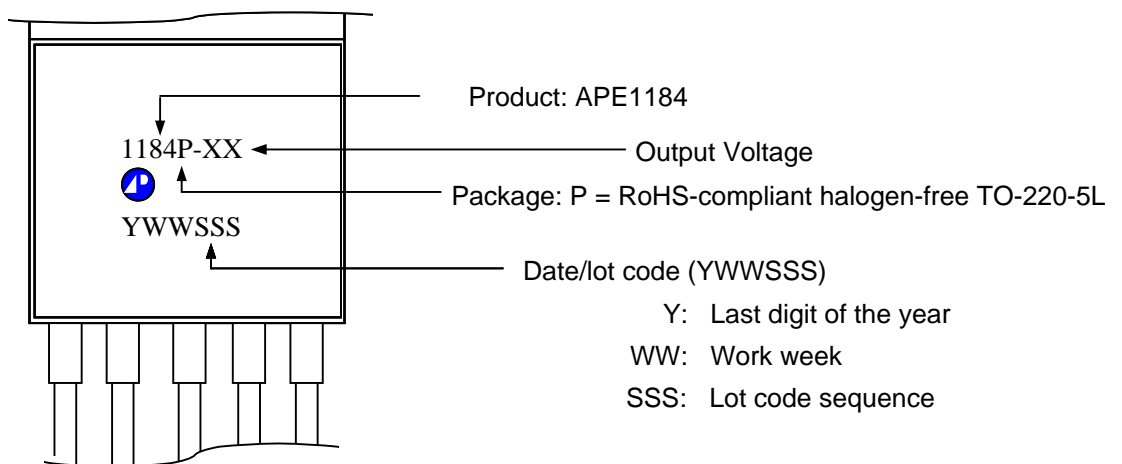 Product: APE1184
1184P-XX
Output Voltage
Package: P = RoHS-compliant halogen-free TO-220-5L
YWWSSS
Date/lot code (YWWSSS)
Y: Last digit of the year
WW: Work week
SSS: Lot code sequence